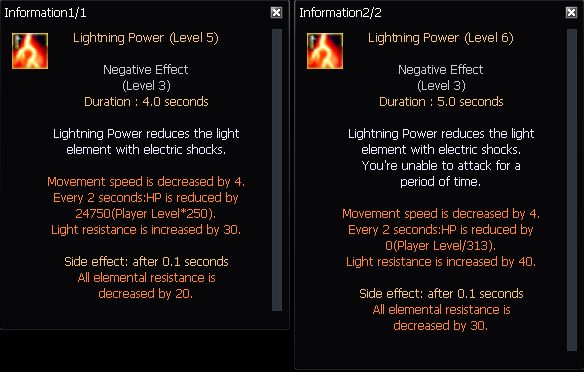 Information1/1
Lightning Power (Level 5)
Negative Effect
(Level 3)
Duration : 4.0 seconds
Lightning Power reduces the light
element with electric shocks.
Movement speed is decreased by 4.
Every 2 seconds:HP is reduced by
24750(Player Level*250).
Light resistance is increased by 30.
Side effect: after 0.1 seconds
All elemental resistance is
decreased by 20.
Information2/2
Lightning Power (Level 6)
Negative Effect
(Level 3)
Duration : 5.0 seconds
Lightning Power reduces the light
element with electric shocks.
You're unable to attack for a
period of time.
Movement speed is decreased by 4.
Every 2 seconds:HP is reduced by
0(Player Level/313).
Light resistance is increased by 40.
Side effect: after 0.1 seconds
All elemental resistance is
decreased by 30.